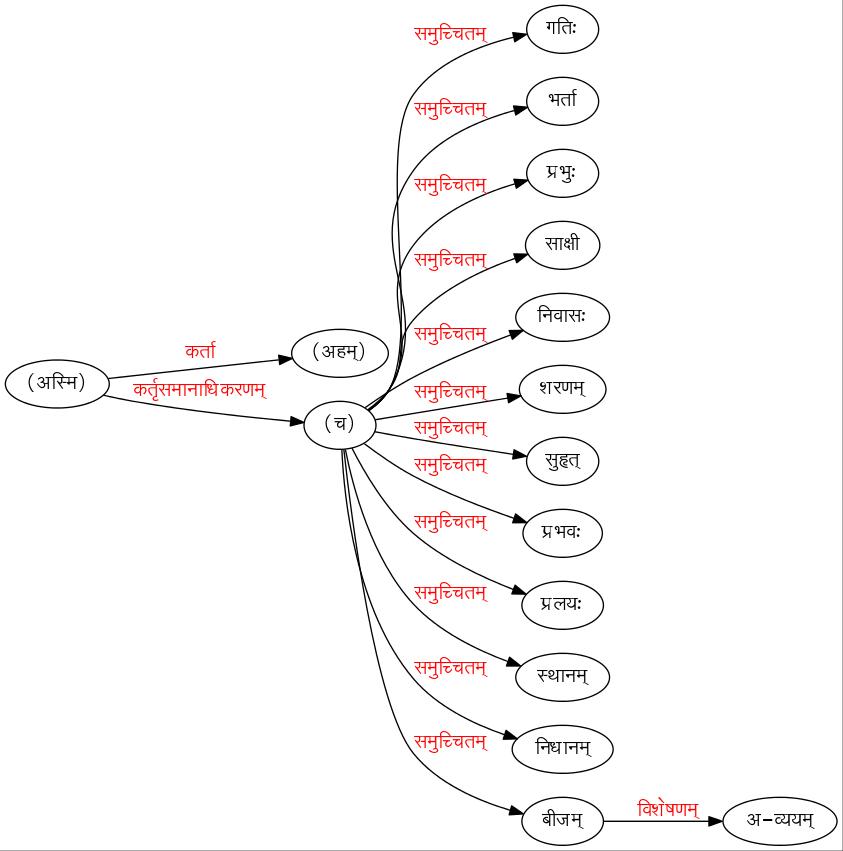 समुच्चितम् गतिः
समुच्चितम् भर्ता
समुच्चितम् प्रभुः
समुच्चितम् साक्षी
समुच्चितम् निवासः
कर्ता (अहम्)
(अस्मि) कर्तृसमानाधिकरणम् समुच्चितम् शरणम्
(च) समुच्चितम्
समुच्चितम् सुहृत्
समुच्चितम् प्रभवः
समुच्चितम् प्रलयः
समुच्चितम् स्थानम्
समुच्चितम् निधानम्
बीजम् विशेषणम् अ-व्ययम्